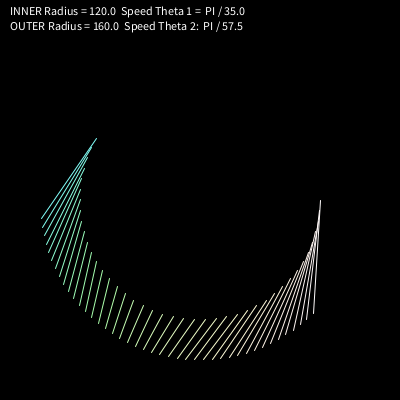 INNER Radius = 120.0 Speed Theta 1 = PI / 35.0
OUTER Radius = 160.0 Speed Theta 2: PI / 57.5